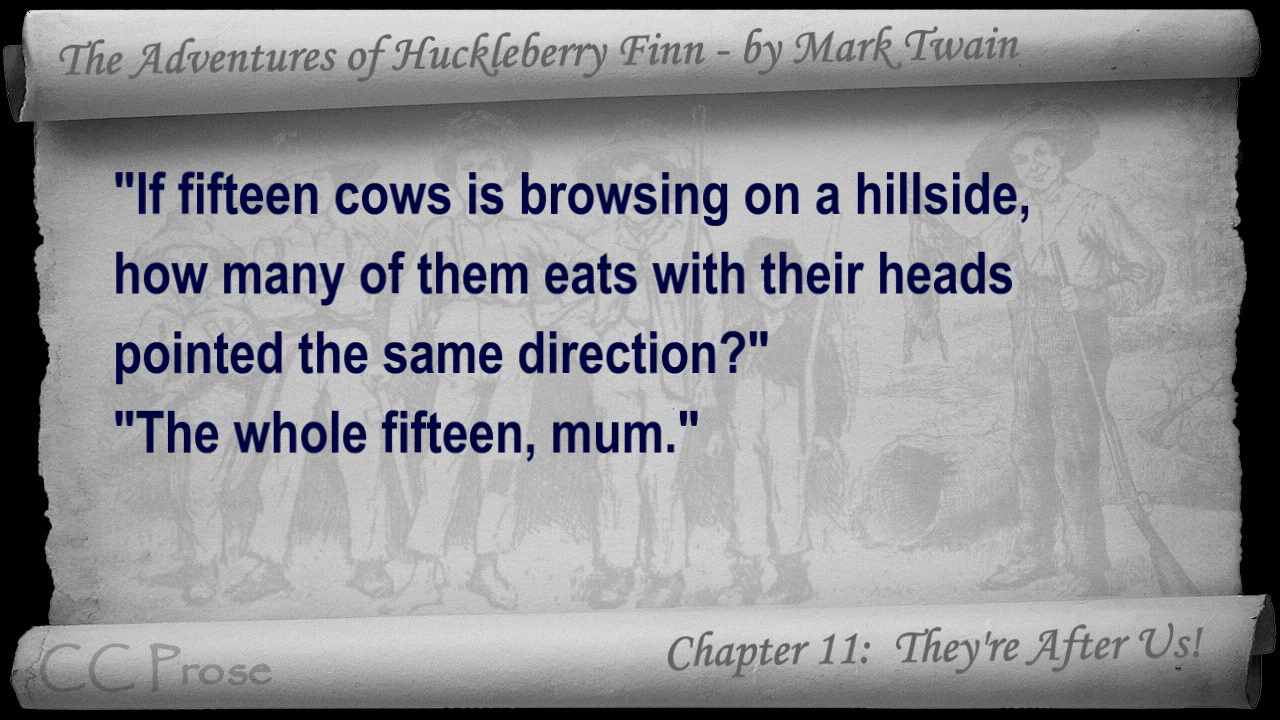 The Adventures of Huckleberry Finn - by Mark Twain
"If fifteen cows is browsing on a hillside,
how many of them eats with their heads
pointed the same direction?"
"The whole fifteen, mum."
CC Prose
Chapter 11: They're After Us!